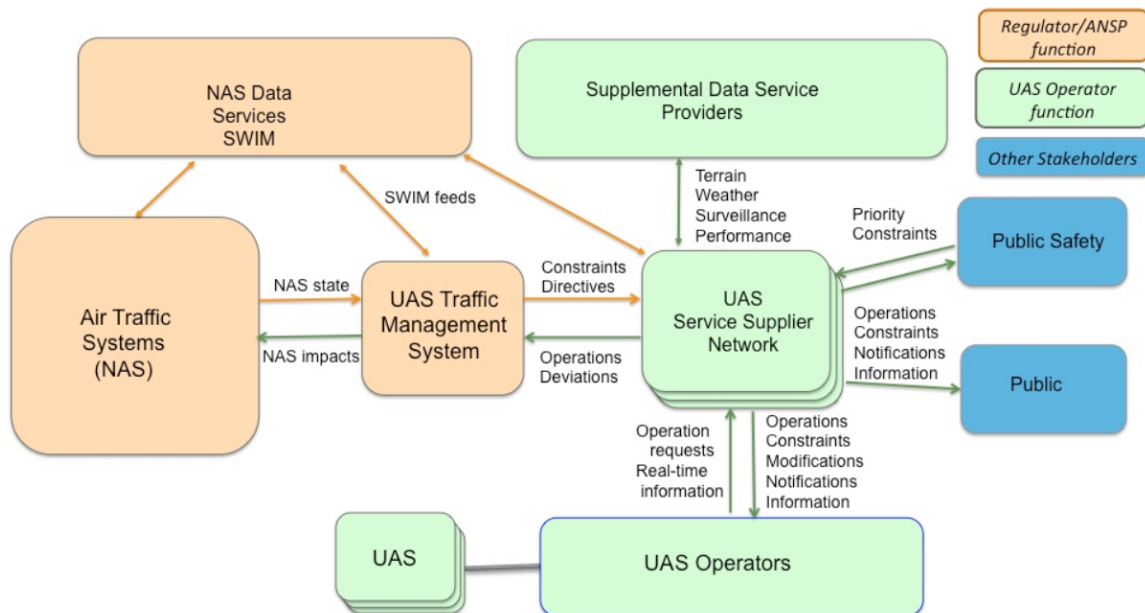 Regulator/ANSP
function
UAS Operator
function
Other Stakeholders
NAS Data
Services
SWIM
Supplemental Data Service
Providers
SWIM feeds
Terrain
Weather
Surveillance
Performance
Priority
Constraints
Public Safety
Air Traffic
Systems
(NAS)
NAS state
NAS impacts
UAS Traffic
Management
System
Constraints
Directives
Operations
Deviations
UAS
Service Supplier
Network
Operations
Constraints
Notifications
Information
Public
Operation
requests
Real-time
information
Operations
Constraints
Modifications
Notifications
Information
UAS
UAS Operators